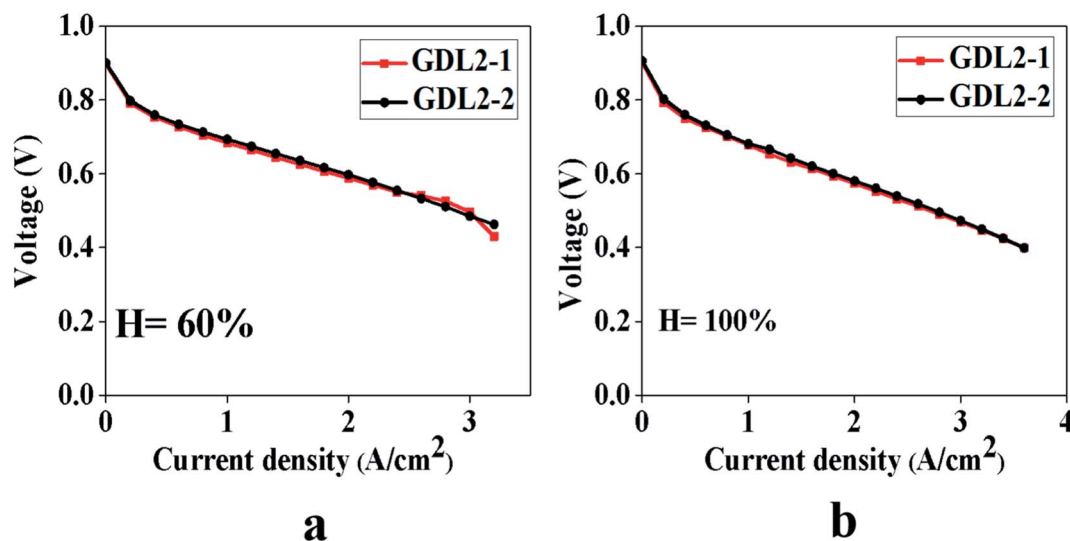 1.0
0.8
0.6
0.4
0.2
0.0
Voltage (V)
GDL2-1
GDL2-2
H= 60%
0 1 2 3
Current density (A/cm²)
a
1.0
0.8
0.6
0.4
0.2
0.0
Voltage (V)
GDL2-1
GDL2-2
H= 100%
0 1 2 3 4
Current density (A/cm²)
b